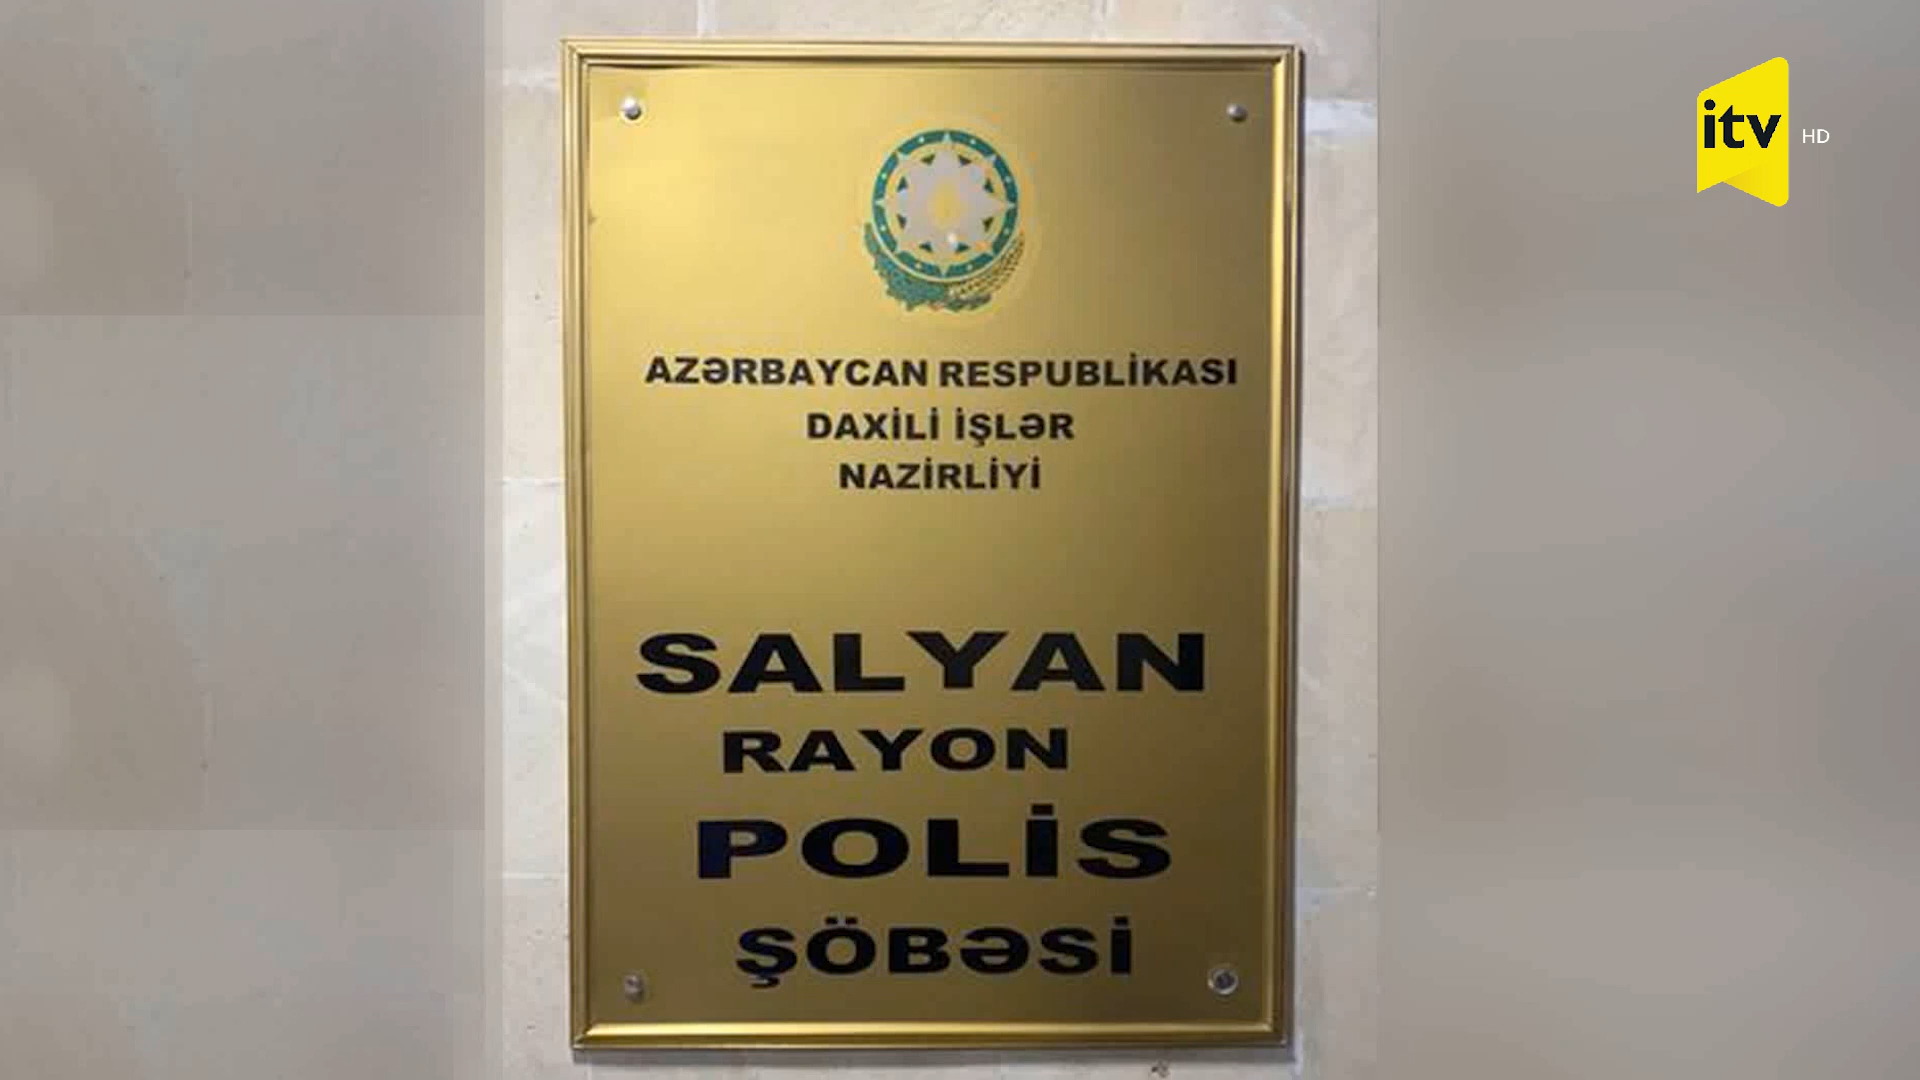 AZƏRBAYCAN RESPUBLİKASI
DAXİLİ İŞLƏR
NAZİRLİYİ
SALYAN
RAYON
POLİS
ŞÖBƏSİ
itv HD